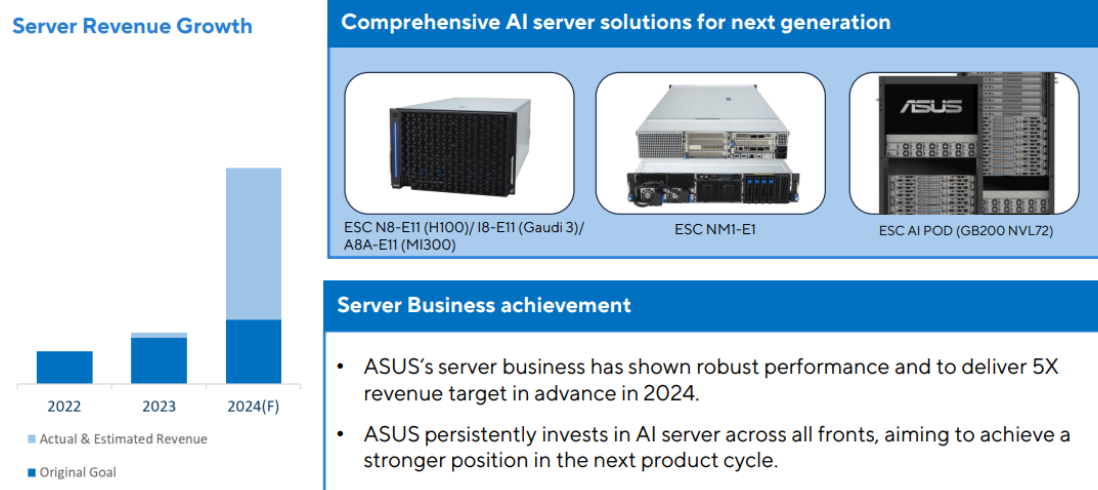 Server Revenue Growth
2022
2023
2024(F)
Actual & Estimated Revenue
Original Goal
Comprehensive AI server solutions for next generation
ASUS
ESC N8-E11 (H100)/ I8-E11 (Gaudi 3)/
A8A-E11 (MI300)
ESC NM1-E1
ESC AI POD (GB200 NVL72)
Server Business achievement
• ASUS‘s server business has shown robust performance and to deliver 5X
revenue target in advance in 2024.
• ASUS persistently invests in AI server across all fronts, aiming to achieve a
stronger position in the next product cycle.